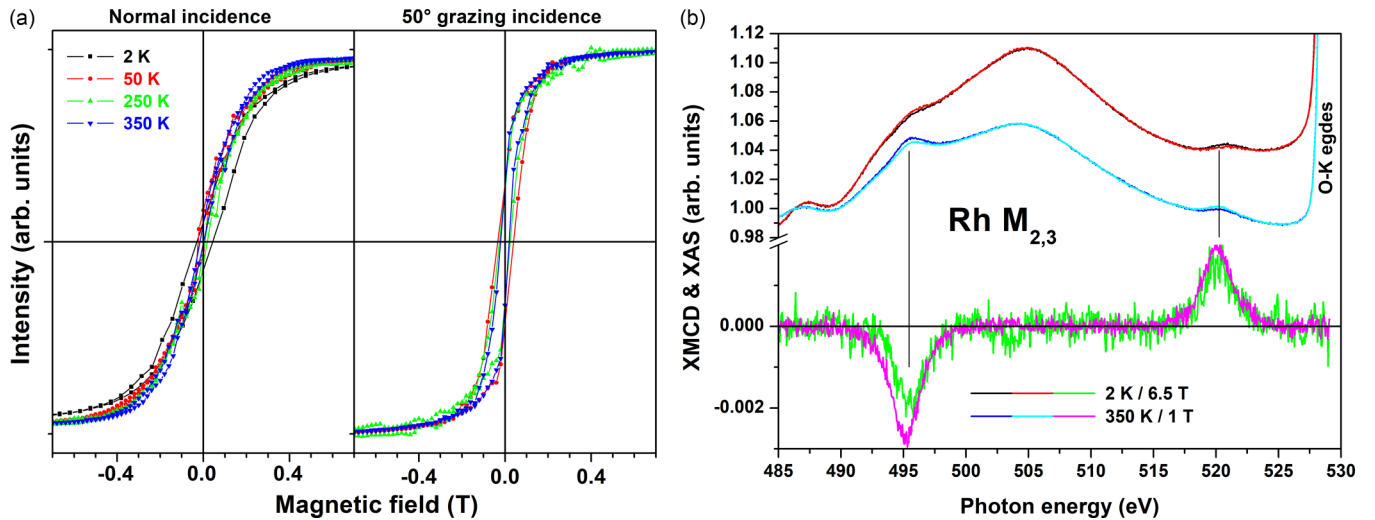 (a)
Normal incidence
50° grazing incidence
2 K
50 K
250 K
350 K
Intensity (arb. units)
-0.4
0.0
0.4
-0.4
0.0
0.4
Magnetic field (T)
(b)
1.12
1.10
1.08
1.06
1.04
1.02
1.00
0.98
0.000
-0.002
XMCD & XAS (arb. units)
Rh M2,3
O-K egdes
2 K / 6.5 T
350 K / 1 T
485
490
495
500
505
510
515
520
525
530
Photon energy (eV)